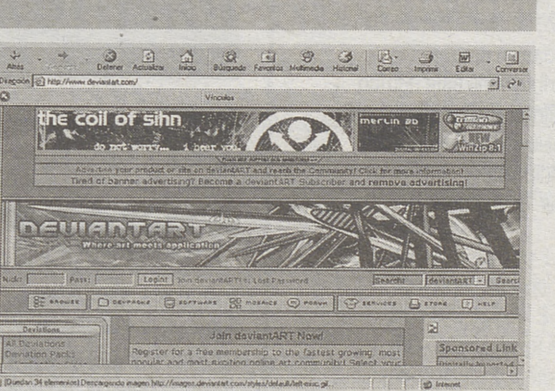 Atrás Detener Actualizar Inicio Búsqueda Favoritos Multimedia Historial Correo Imprimir Editar Conversar
Dirección http://www.deviantart.com/ Ir
Vínculos
the coil of sihn
do not worry... i hear you
merlin 3D
WinZip 8.1
Advertise your product or site on deviantART and reach the Community! Click for more information!
Tired of banner advertising? Become a deviantART Subscriber and remove advertising!
DEVIANTART
Where art meets application
Nick: Pass: Login! Join deviantART! Lost Password Search: deviantART Search
BROWSE DEVPACKS SOFTWARE MOSAICS FORUM SERVICES STORE HELP
Deviations
All Deviations
Deviation Packs
Join deviantART Now!
Register for a free membership to the fastest growing, most
popular and most exciting online art community! Select your
Sponsored Link
(Quedan 34 elementos) Descargando imagen http://images.deviantart.com/styles/default/left-misc.gif... Internet